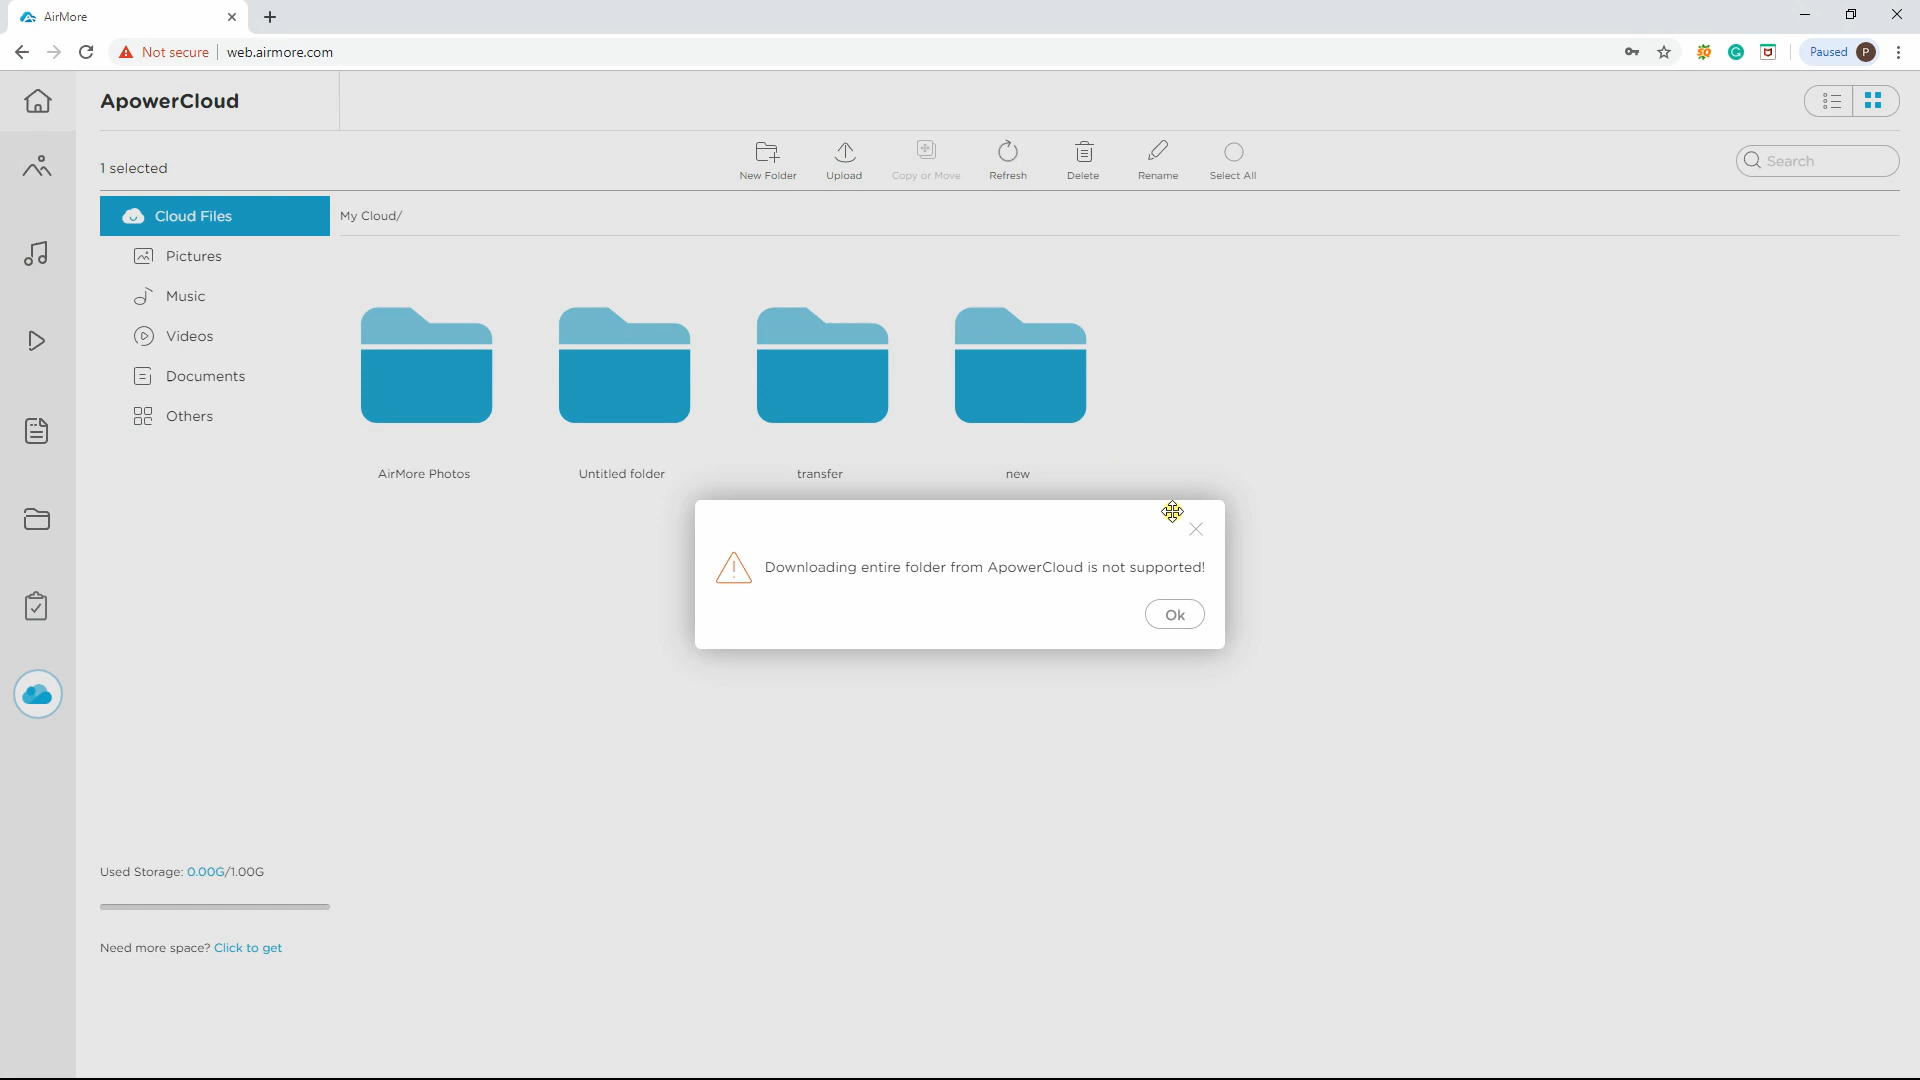 AirMore
Not secure
web.airmore.com
Paused
P
ApowerCloud
1 selected
New Folder
Upload
Copy or Move
Refresh
Delete
Rename
Select All
Search
Cloud Files
My Cloud/
Pictures
Music
Videos
Documents
Others
AirMore Photos
Untitled folder
transfer
new
Downloading entire folder from ApowerCloud is not supported!
Ok
Used Storage: 0.00G/1.00G
Need more space? Click to get